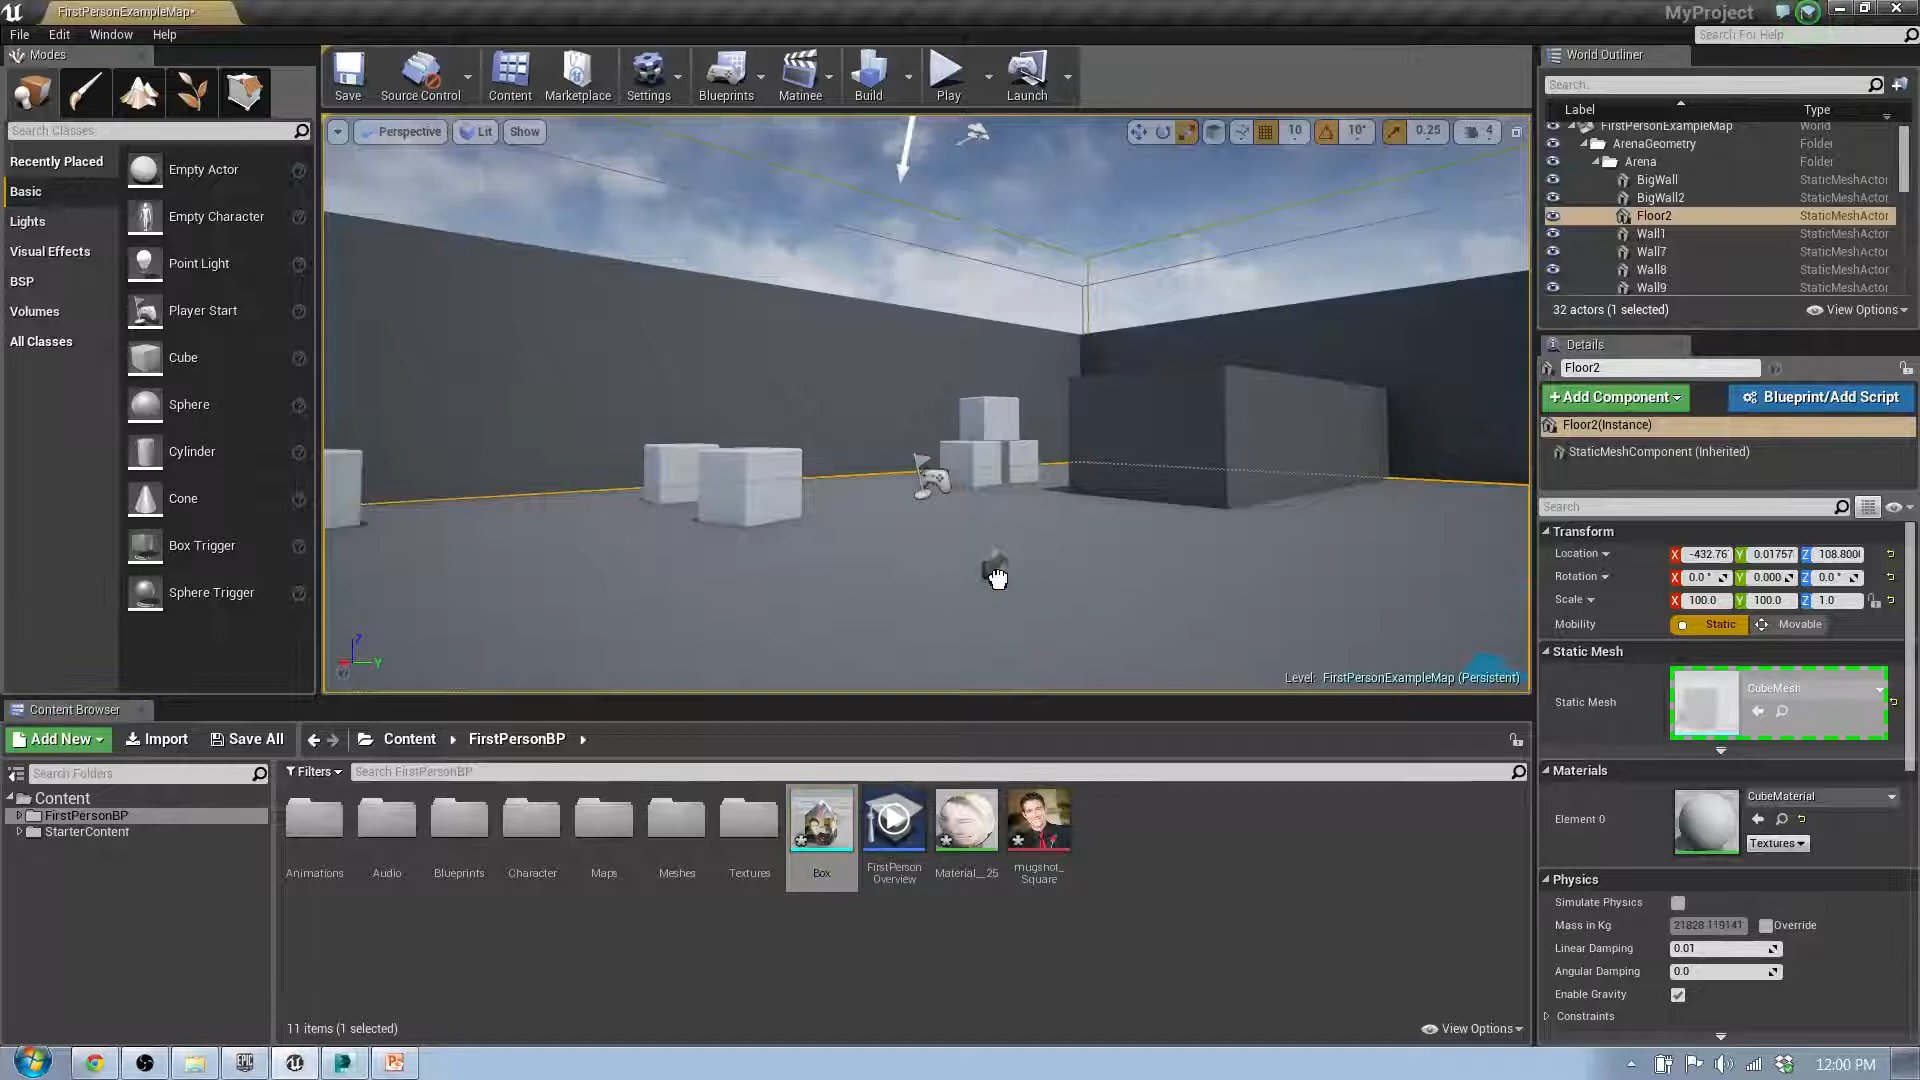 FirstPersonExampleMap*
MyProject
File Edit Window Help
Search For Help
Modes
Save Source Control Content Marketplace Settings Blueprints Matinee Build Play Launch
World Outliner
Search Classes
Search...
Label Type
Perspective Lit Show
10 10° 0.25 4
FirstPersonExampleMap World
ArenaGeometry Folder
Arena Folder
BigWall StaticMeshActor
BigWall2 StaticMeshActor
Floor2 StaticMeshActor
Wall1 StaticMeshActor
Wall7 StaticMeshActor
Wall8 StaticMeshActor
Wall9 StaticMeshActor
32 actors (1 selected) View Options
Recently Placed
Basic
Lights
Visual Effects
BSP
Volumes
All Classes
Empty Actor
Empty Character
Point Light
Player Start
Cube
Sphere
Cylinder
Cone
Box Trigger
Sphere Trigger
Z
Y
Level: FirstPersonExampleMap (Persistent)
Details
Floor2
+Add Component Blueprint/Add Script
Floor2(Instance)
StaticMeshComponent (Inherited)
Search
Transform
Location X -432.76 Y 0.01757 Z 108.800
Rotation X 0.0° Y 0.000 Z 0.0°
Scale X 100.0 Y 100.0 Z 1.0
Mobility Static Movable
Static Mesh
Static Mesh CubeMesh
Materials
Element 0 CubeMaterial
Textures
Physics
Simulate Physics
Mass in Kg 21828.119141 Override
Linear Damping 0.01
Angular Damping 0.0
Enable Gravity
Constraints
Content Browser
Add New Import Save All Content FirstPersonBP
Search Folders
Filters Search FirstPersonBP
Content
FirstPersonBP
StarterContent
Animations Audio Blueprints Character Maps Meshes Textures Box FirstPerson Overview Material__25 mugshot_Square
11 items (1 selected) View Options
EPIC
12:00 PM